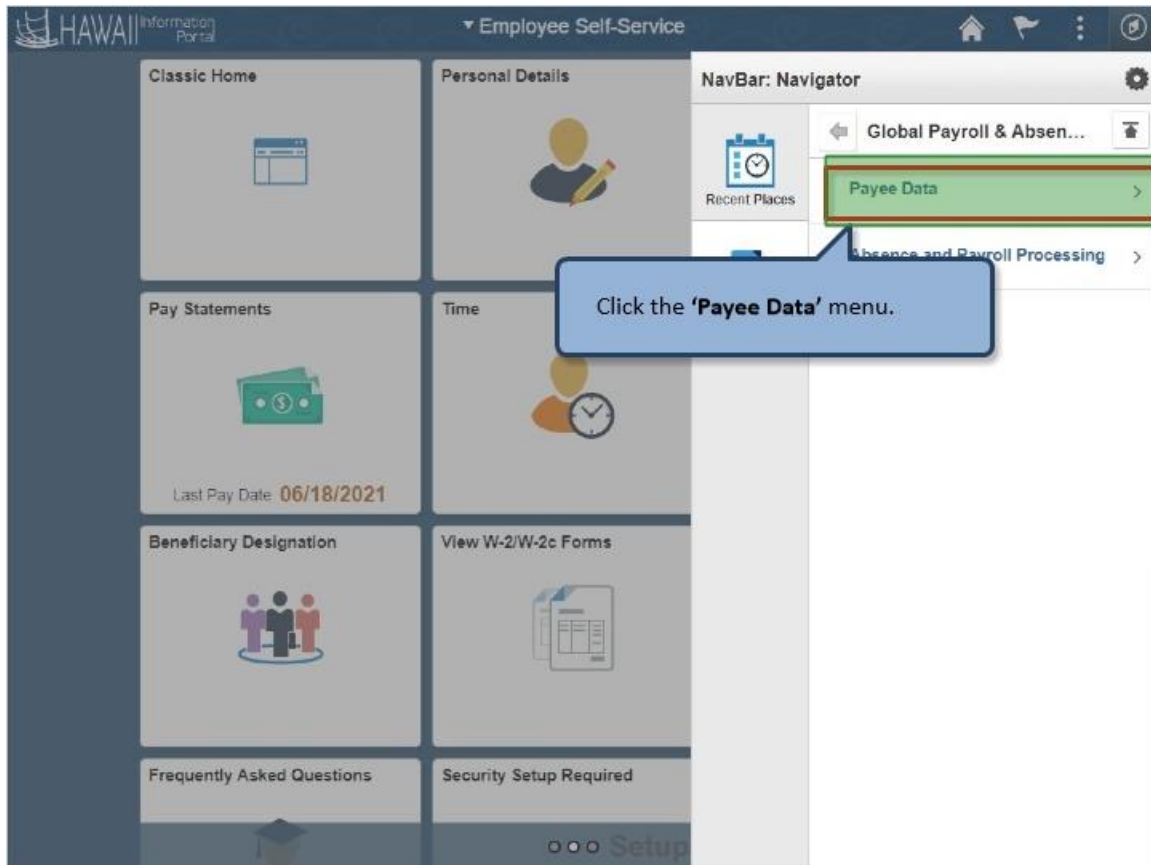 HAWAII Information Portal
Employee Self-Service
Classic Home
Personal Details
NavBar: Navigator
Recent Places
Global Payroll & Absen...
Payee Data
Absence and Payroll Processing
Click the ‘Payee Data’ menu.
Pay Statements
Time
Last Pay Date 06/18/2021
Beneficiary Designation
View W-2/W-2c Forms
Frequently Asked Questions
Security Setup Required
Setup